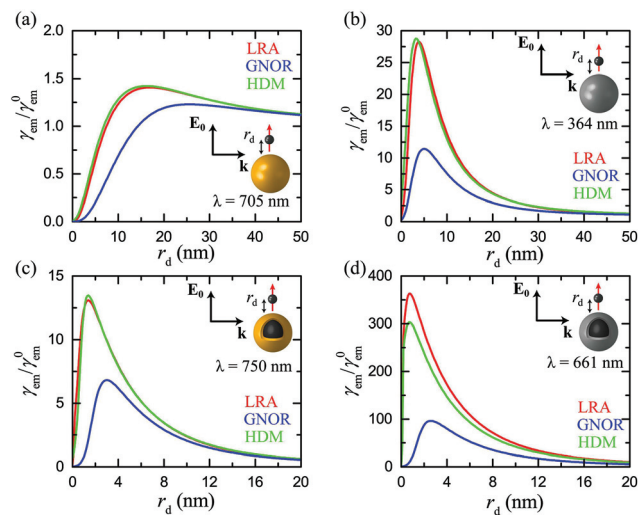 (a)
2.0
1.5
1.0
0.5
0.0
γem/γ⁰em
LRA
GNOR
HDM
E₀
k
rd
λ = 705 nm
0 10 20 30 40 50
rd (nm)
(b)
30
25
20
15
10
5
0
γem/γ⁰em
E₀
k
rd
λ = 364 nm
LRA
GNOR
HDM
0 10 20 30 40 50
rd (nm)
(c)
15
10
5
0
γem/γ⁰em
E₀
k
rd
λ = 750 nm
LRA
GNOR
HDM
0 4 8 12 16 20
rd (nm)
(d)
400
300
200
100
0
γem/γ⁰em
E₀
k
rd
λ = 661 nm
LRA
GNOR
HDM
0 4 8 12 16 20
rd (nm)